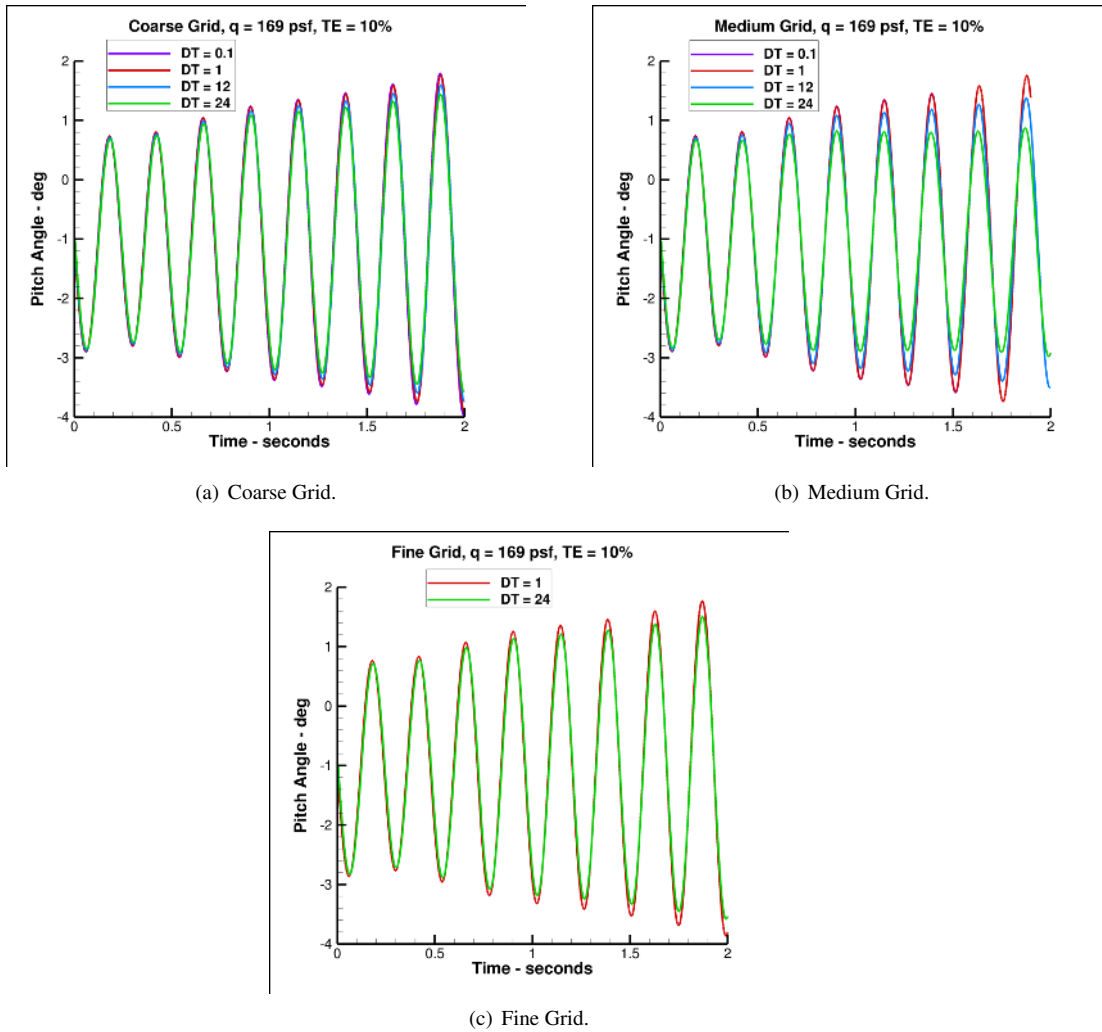 Coarse Grid, q = 169 psf, TE = 10%
DT = 0.1
DT = 1
DT = 12
DT = 24
Pitch Angle - deg
2
1
0
-1
-2
-3
-4
0
0.5
1
1.5
2
Time - seconds
(a) Coarse Grid.
Medium Grid, q = 169 psf, TE = 10%
DT = 0.1
DT = 1
DT = 12
DT = 24
Pitch Angle - deg
2
1
0
-1
-2
-3
-4
0
0.5
1
1.5
2
Time - seconds
(b) Medium Grid.
Fine Grid, q = 169 psf, TE = 10%
DT = 1
DT = 24
Pitch Angle - deg
2
1
0
-1
-2
-3
-4
0
0.5
1
1.5
2
Time - seconds
(c) Fine Grid.